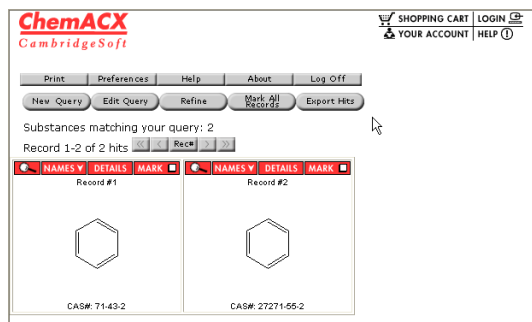 ChemACX
CambridgeSoft
SHOPPING CART LOGIN
YOUR ACCOUNT HELP
Print Preferences Help About Log Off
New Query Edit Query Refine Mark All Records Export Hits
Substances matching your query: 2
Record 1-2 of 2 hits << < Rec# > >>
NAMES DETAILS MARK NAMES DETAILS MARK
Record #1 Record #2
CAS#: 71-43-2 CAS#: 27271-55-2